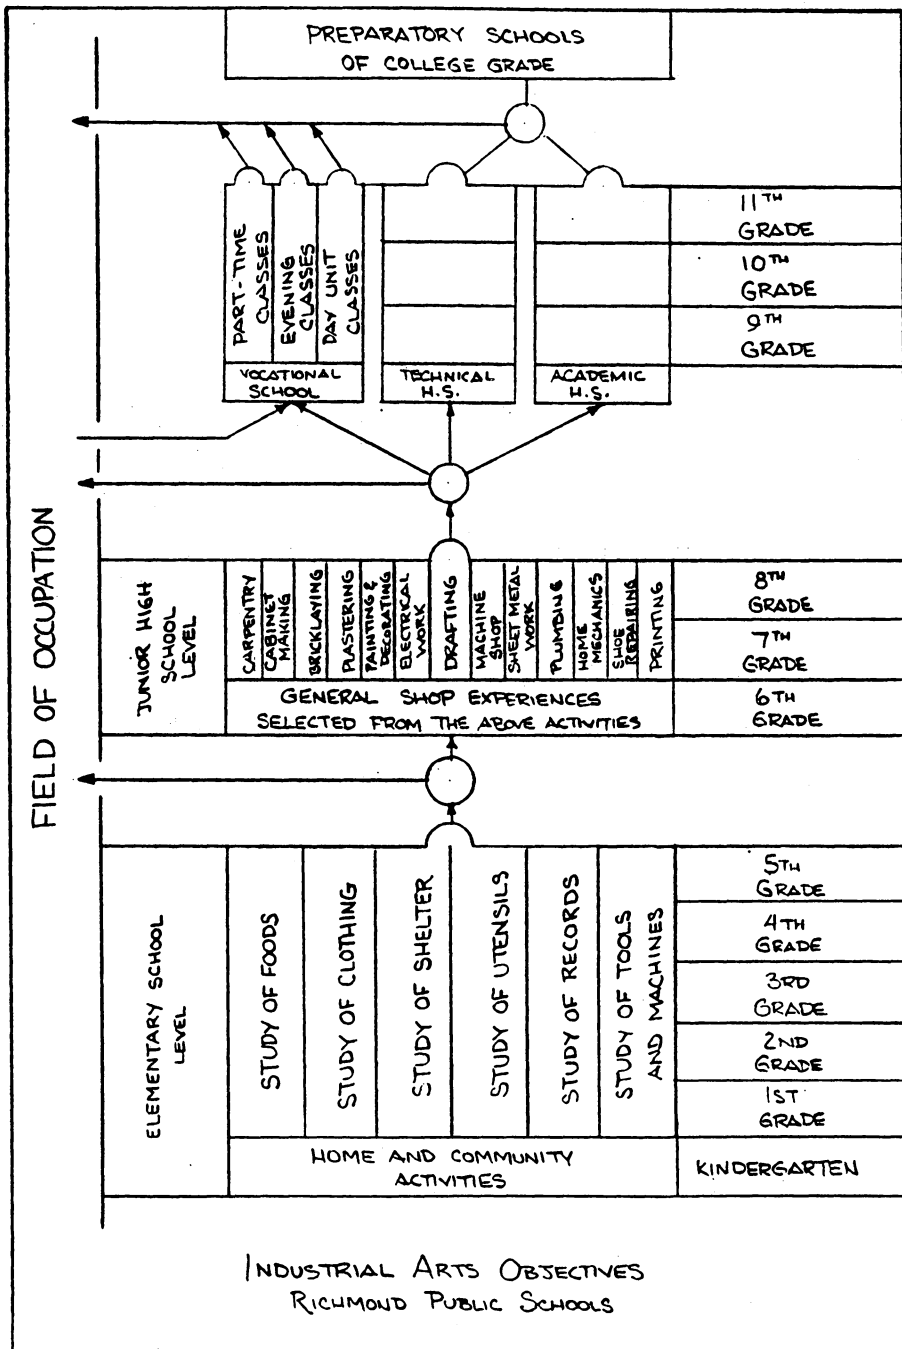 PREPARATORY SCHOOLS
OF COLLEGE GRADE
PART-TIME
CLASSES
EVENING
CLASSES
DAY UNIT
CLASSES
VOCATIONAL
SCHOOL
TECHNICAL
H.S.
ACADEMIC
H.S.
11TH
GRADE
10TH
GRADE
9TH
GRADE
FIELD OF OCCUPATION
JUNIOR HIGH
SCHOOL
LEVEL
CARPENTRY
CABINET
MAKING
BRICKLAYING
PLASTERING
PAINTING &
DECORATING
ELECTRICAL
WORK
DRAFTING
MACHINE
SHOP
SHEET METAL
WORK
PLUMBING
HOME
MECHANICS
SHOE
REPAIRING
PRINTING
8TH
GRADE
7TH
GRADE
GENERAL SHOP EXPERIENCES
SELECTED FROM THE ABOVE ACTIVITIES
6TH
GRADE
ELEMENTARY SCHOOL
LEVEL
STUDY OF FOODS
STUDY OF CLOTHING
STUDY OF SHELTER
STUDY OF UTENSILS
STUDY OF RECORDS
STUDY OF TOOLS
AND MACHINES
5TH
GRADE
4TH
GRADE
3RD
GRADE
2ND
GRADE
1ST
GRADE
HOME AND COMMUNITY
ACTIVITIES
KINDERGARTEN
INDUSTRIAL ARTS OBJECTIVES
RICHMOND PUBLIC SCHOOLS